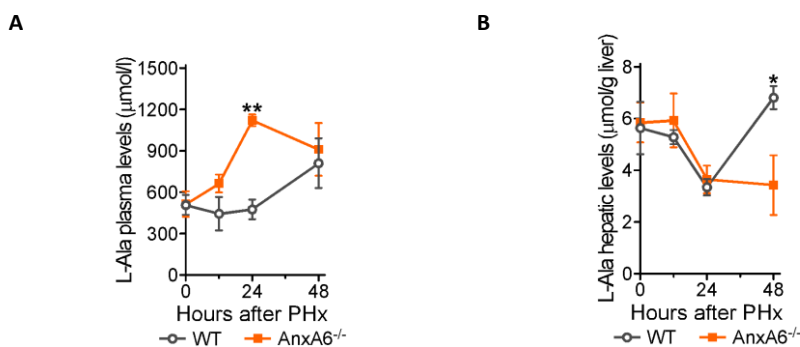 A
L-Ala plasma levels (μmol/l)
1500
1200
900
600
300
0
**
0
24
48
Hours after PHx
WT
AnxA6-/-
B
L-Ala hepatic levels (μmol/g liver)
8
6
4
2
0
*
0
24
48
Hours after PHx
WT
AnxA6-/-